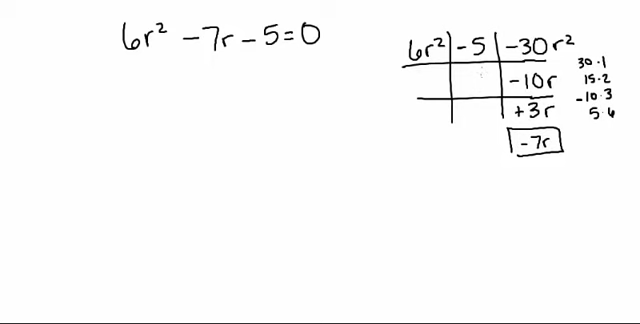 6r² - 7r - 5 = 0
6r² | -5 | -30r²
-10r
+3r
-7r
30·1
15·2
-10·3
5·6